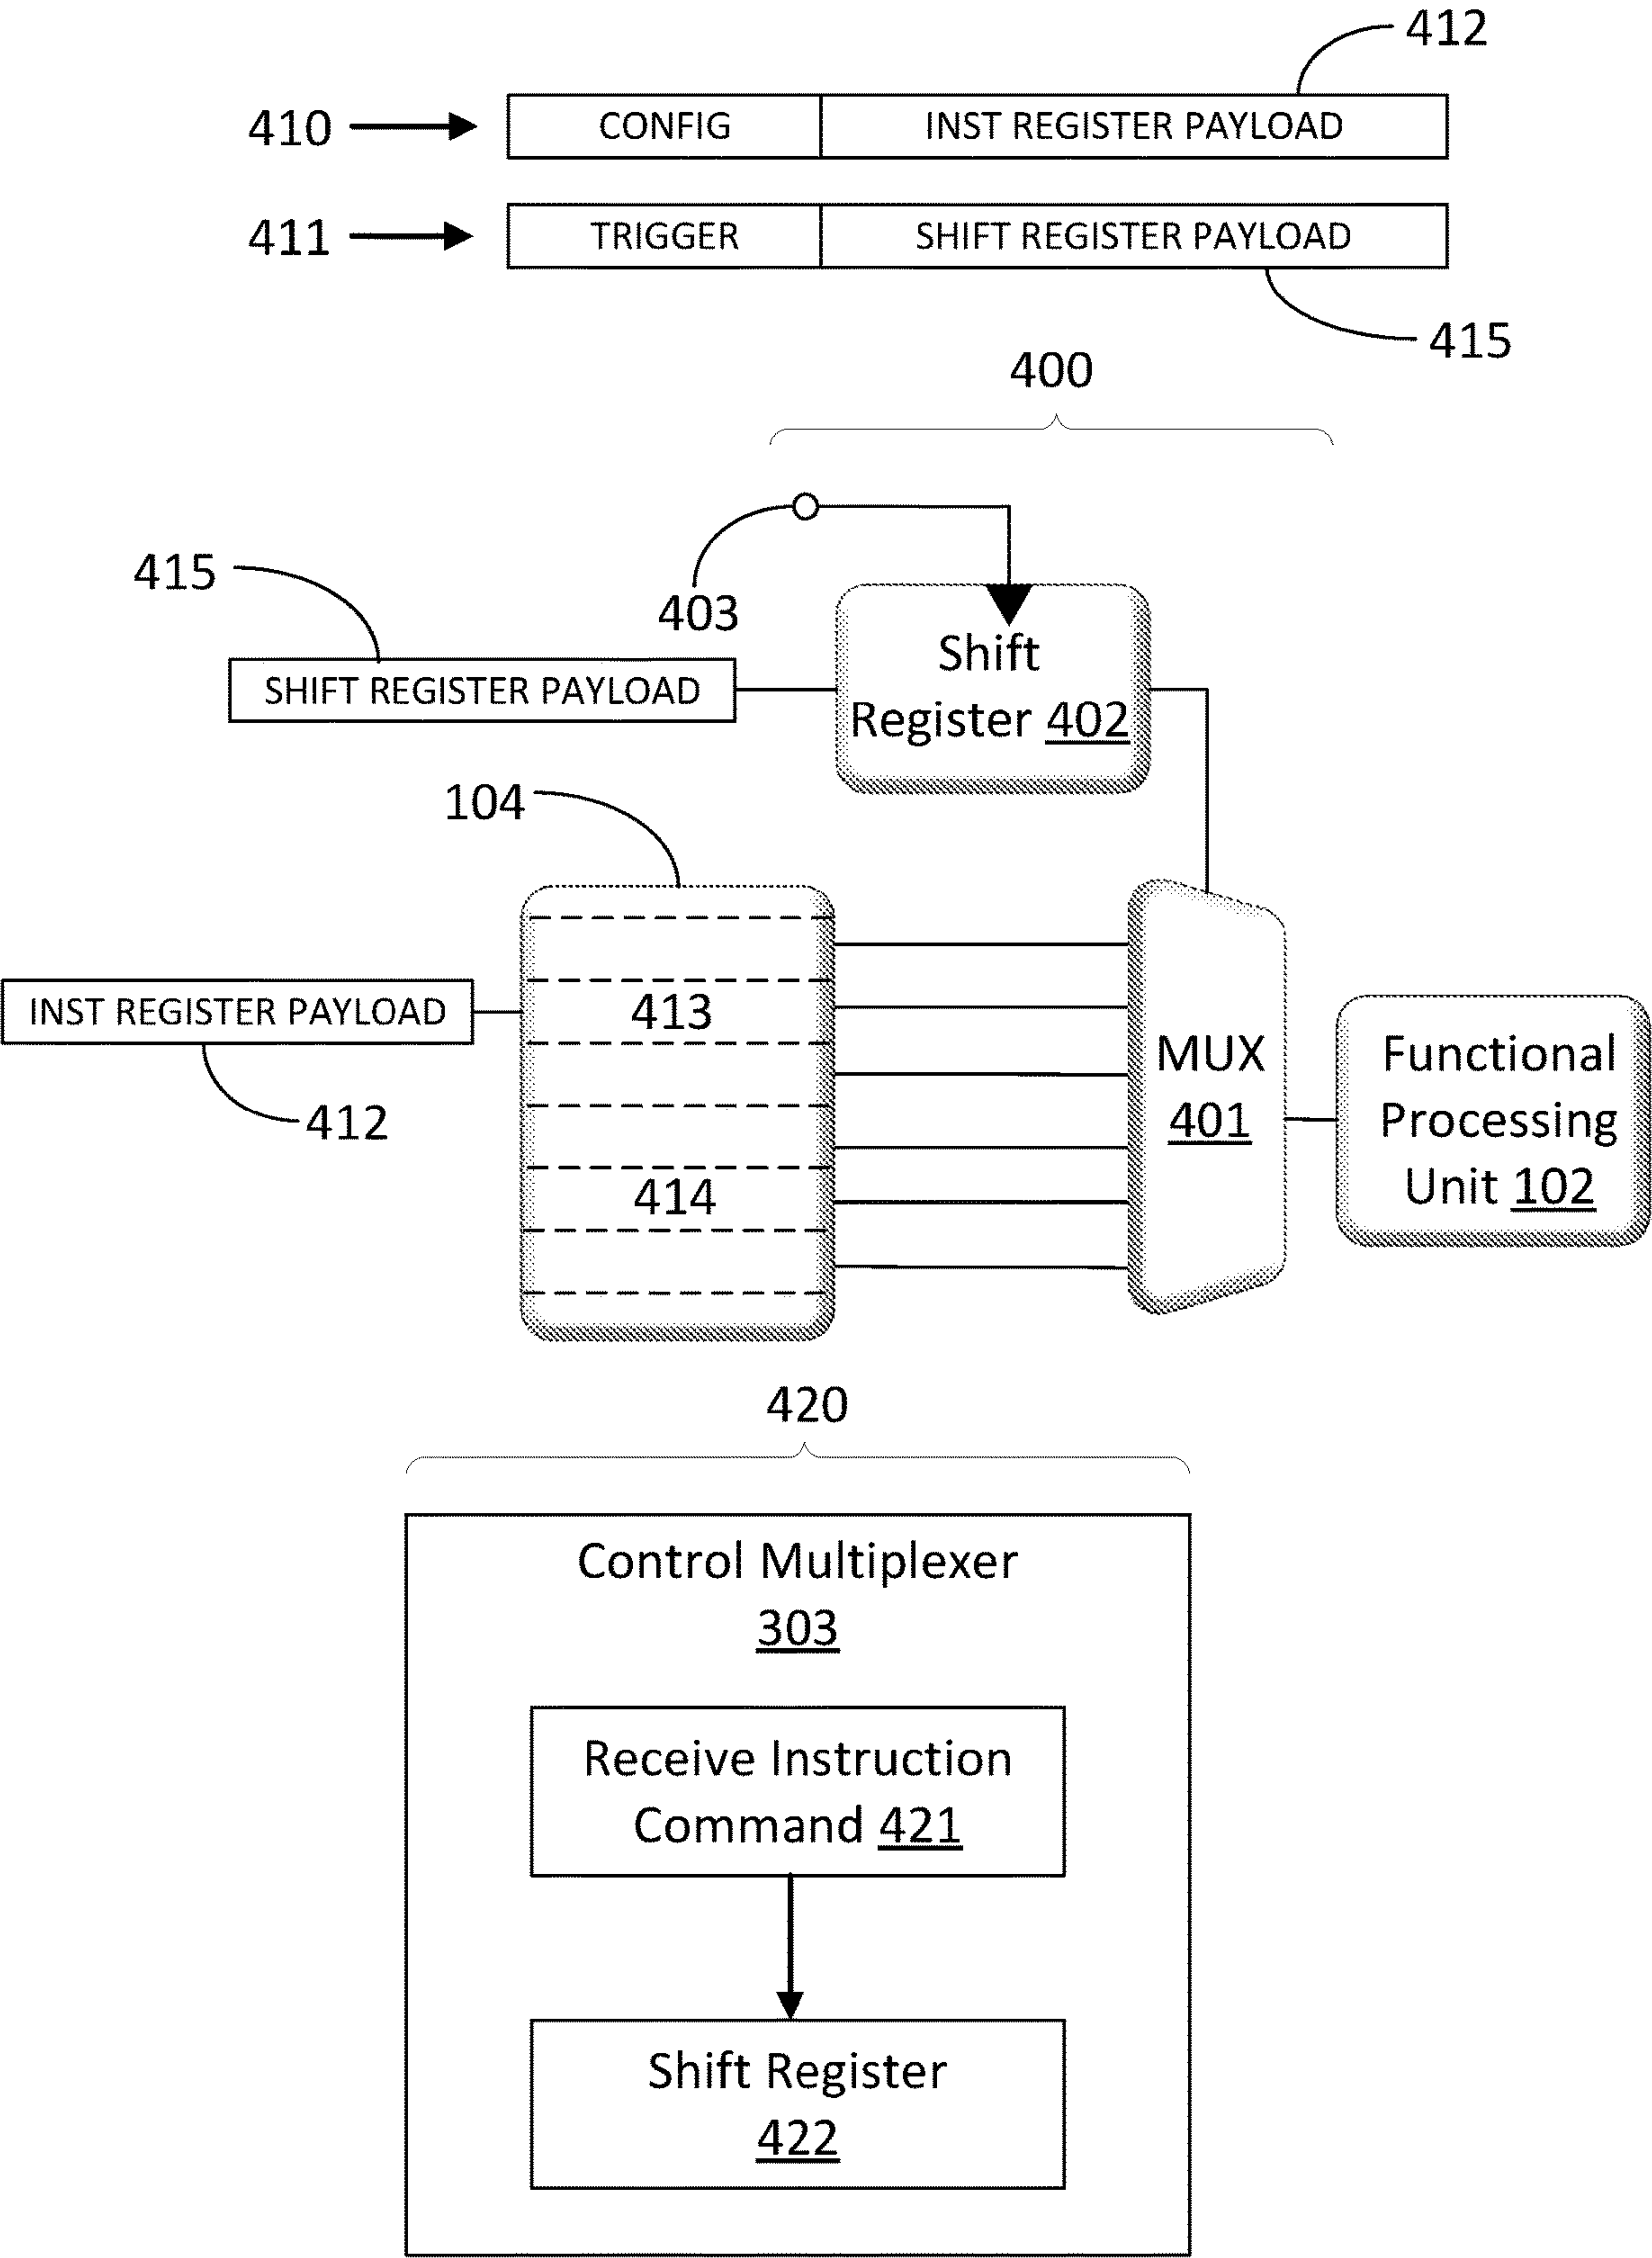 412
410
CONFIG
INST REGISTER PAYLOAD
411
TRIGGER
SHIFT REGISTER PAYLOAD
415
400
415
403
SHIFT REGISTER PAYLOAD
Shift
Register 402
104
INST REGISTER PAYLOAD
412
413
414
MUX
401
Functional
Processing
Unit 102
420
Control Multiplexer
303
Receive Instruction
Command 421
Shift Register
422